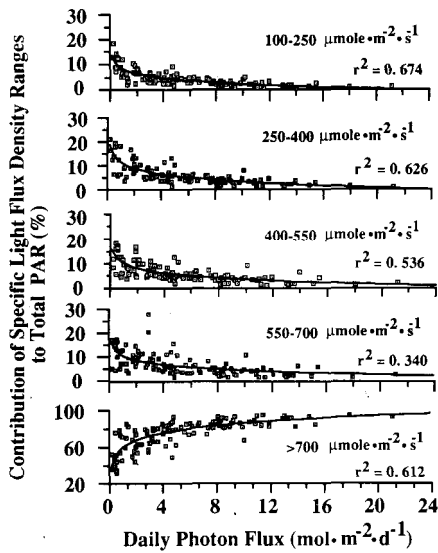 Contribution of Specific Light Flux Density Ranges
to Total PAR (%)
30
20
10
0
100-250 μmole•m⁻²•s⁻¹
r² = 0.674
30
20
10
0
250-400 μmole•m⁻²•s⁻¹
r² = 0.626
30
20
10
0
400-550 μmole•m⁻²•s⁻¹
r² = 0.536
30
20
10
0
550-700 μmole•m⁻²•s⁻¹
r² = 0.340
100
80
60
40
20
>700 μmole•m⁻²•s⁻¹
r² = 0.612
0 4 8 12 16 20 24
Daily Photon Flux (mol• m⁻²•d⁻¹)